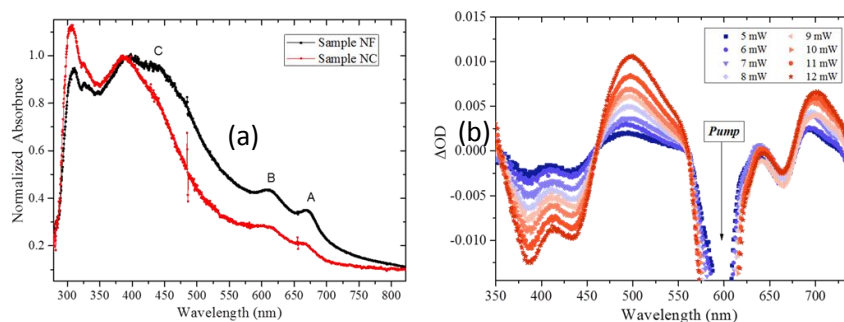 (a)
Normalized Absorbnce
1.0
0.8
0.6
0.4
0.2
Sample NF
Sample NC
C
B
A
300 350 400 450 500 550 600 650 700 750 800
Wavelength (nm)
(b)
ΔOD
0.015
0.010
0.005
0.000
-0.005
-0.010
5 mW 9 mW
6 mW 10 mW
7 mW 11 mW
8 mW 12 mW
Pump
350 400 450 500 550 600 650 700
Wavelength (nm)